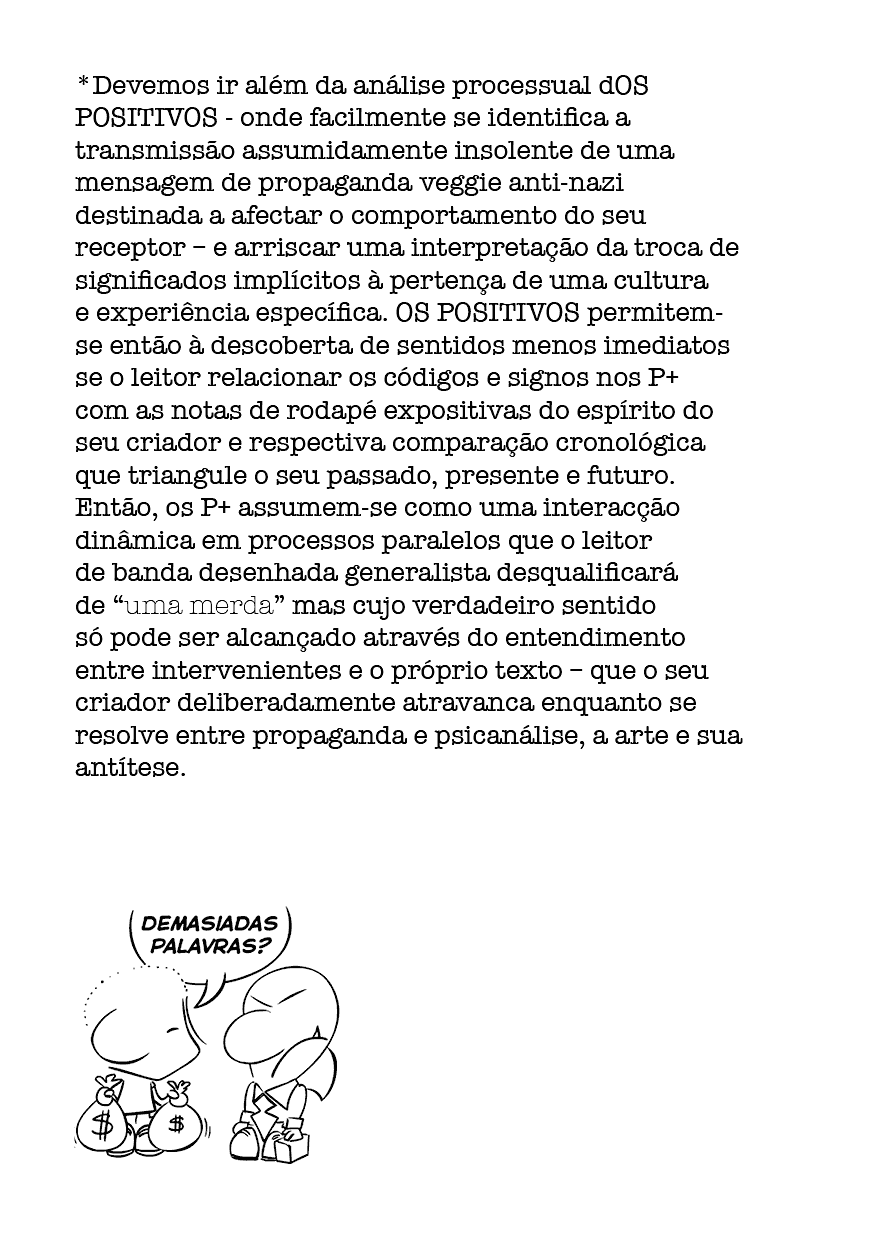 *Devemos ir além da análise processual dOS
POSITIVOS - onde facilmente se identifica a
transmissão assumidamente insolente de uma
mensagem de propaganda veggie anti-nazi
destinada a afectar o comportamento do seu
receptor – e arriscar uma interpretação da troca de
significados implícitos à pertença de uma cultura
e experiência específica. OS POSITIVOS permitem-
se então à descoberta de sentidos menos imediatos
se o leitor relacionar os códigos e signos nos P+
com as notas de rodapé expositivas do espírito do
seu criador e respectiva comparação cronológica
que triangule o seu passado, presente e futuro.
Então, os P+ assumem-se como uma interacção
dinâmica em processos paralelos que o leitor
de banda desenhada generalista desqualificará
de “uma merda” mas cujo verdadeiro sentido
só pode ser alcançado através do entendimento
entre intervenientes e o próprio texto – que o seu
criador deliberadamente atravanca enquanto se
resolve entre propaganda e psicanálise, a arte e sua
antítese.
DEMASIADAS
PALAVRAS?
$ $